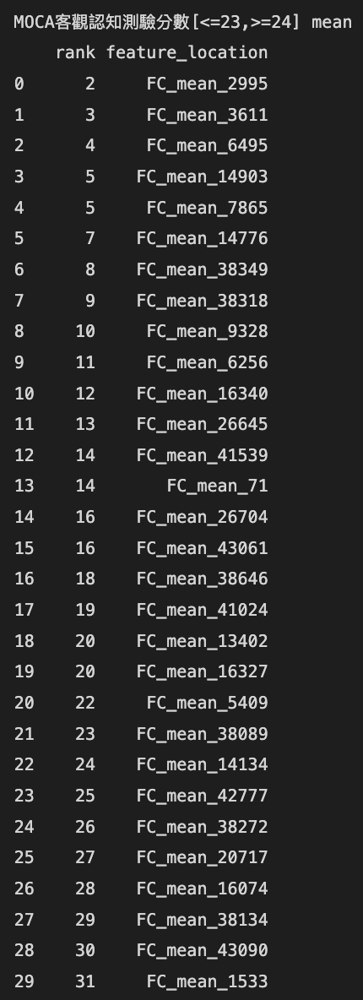 MOCA客觀認知測驗分數[<=23,>=24] mean
rank feature_location
0 2 FC_mean_2995
1 3 FC_mean_3611
2 4 FC_mean_6495
3 5 FC_mean_14903
4 5 FC_mean_7865
5 7 FC_mean_14776
6 8 FC_mean_38349
7 9 FC_mean_38318
8 10 FC_mean_9328
9 11 FC_mean_6256
10 12 FC_mean_16340
11 13 FC_mean_26645
12 14 FC_mean_41539
13 14 FC_mean_71
14 16 FC_mean_26704
15 16 FC_mean_43061
16 18 FC_mean_38646
17 19 FC_mean_41024
18 20 FC_mean_13402
19 20 FC_mean_16327
20 22 FC_mean_5409
21 23 FC_mean_38089
22 24 FC_mean_14134
23 25 FC_mean_42777
24 26 FC_mean_38272
25 27 FC_mean_20717
26 28 FC_mean_16074
27 29 FC_mean_38134
28 30 FC_mean_43090
29 31 FC_mean_1533